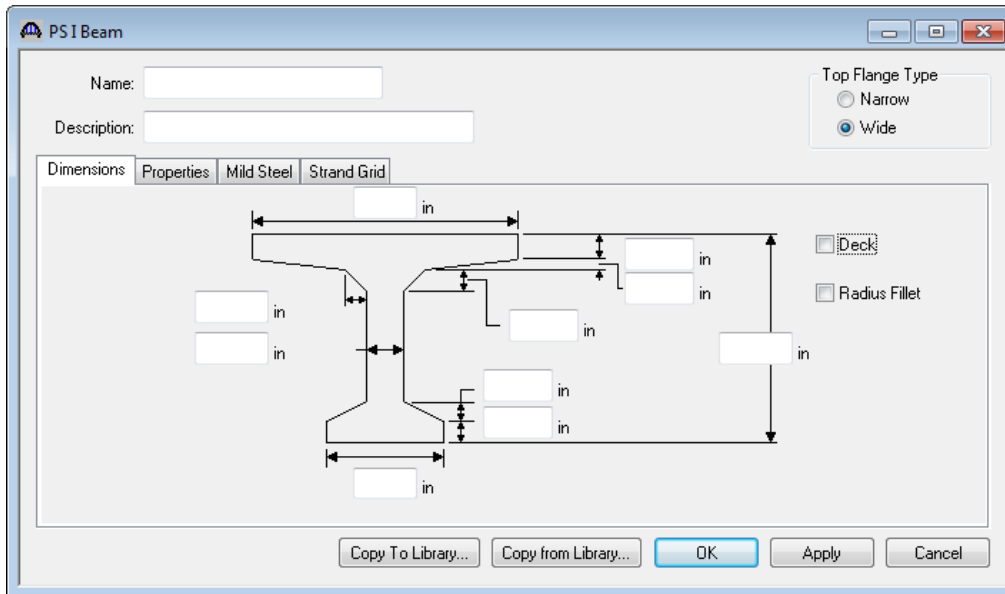 PS I Beam
Name:
Top Flange Type
Narrow
Description:
Wide
Dimensions Properties Mild Steel Strand Grid
in
Deck
in
in
Radius Fillet
in
in
in
in
in
in
in
Copy To Library... Copy from Library... OK Apply Cancel